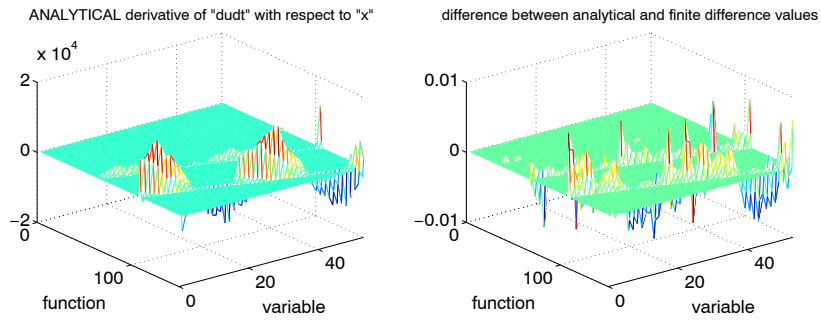 ANALYTICAL derivative of "dudt" with respect to "x"
x 10^4
2
0
−2
0
100
function
0
20
40
variable
difference between analytical and finite difference values
0.01
0
−0.01
0
100
function
0
20
40
variable